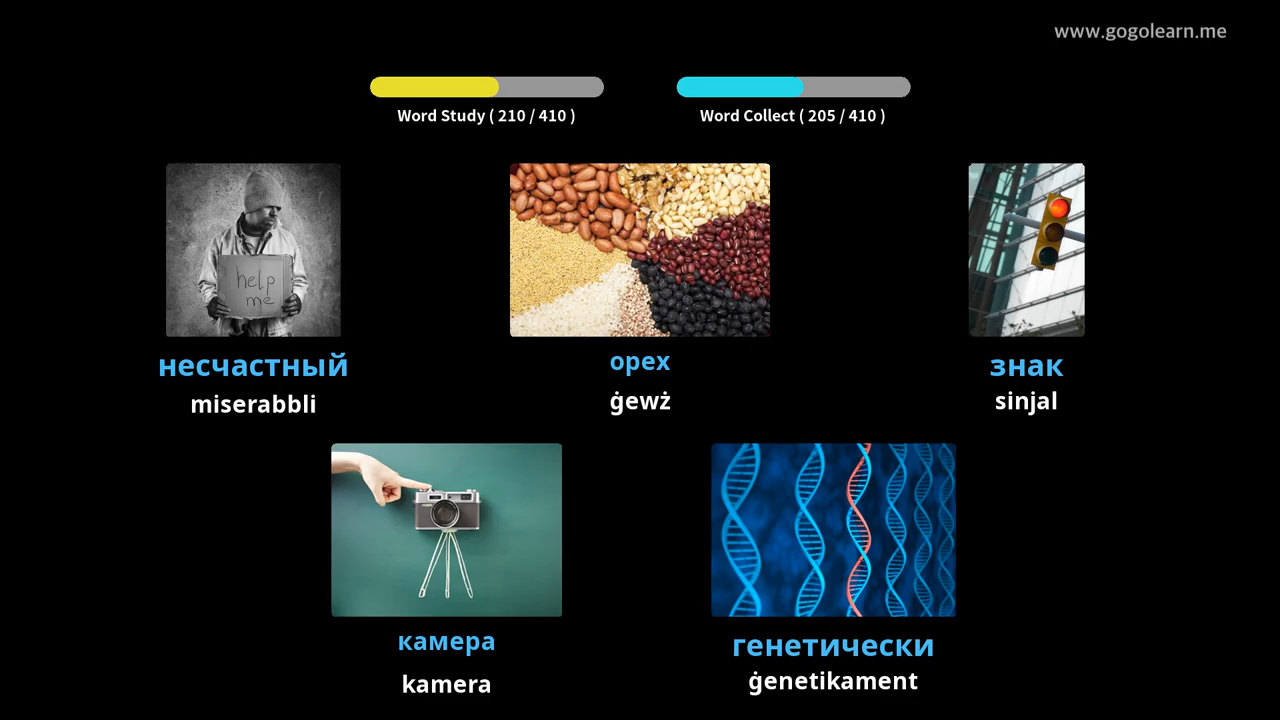 www.gogolearn.me
Word Study ( 210 / 410 )
Word Collect ( 205 / 410 )
help
me
несчастный
miserabbli
орех
ġewż
знак
sinjal
камера
kamera
генетически
ġenetikament